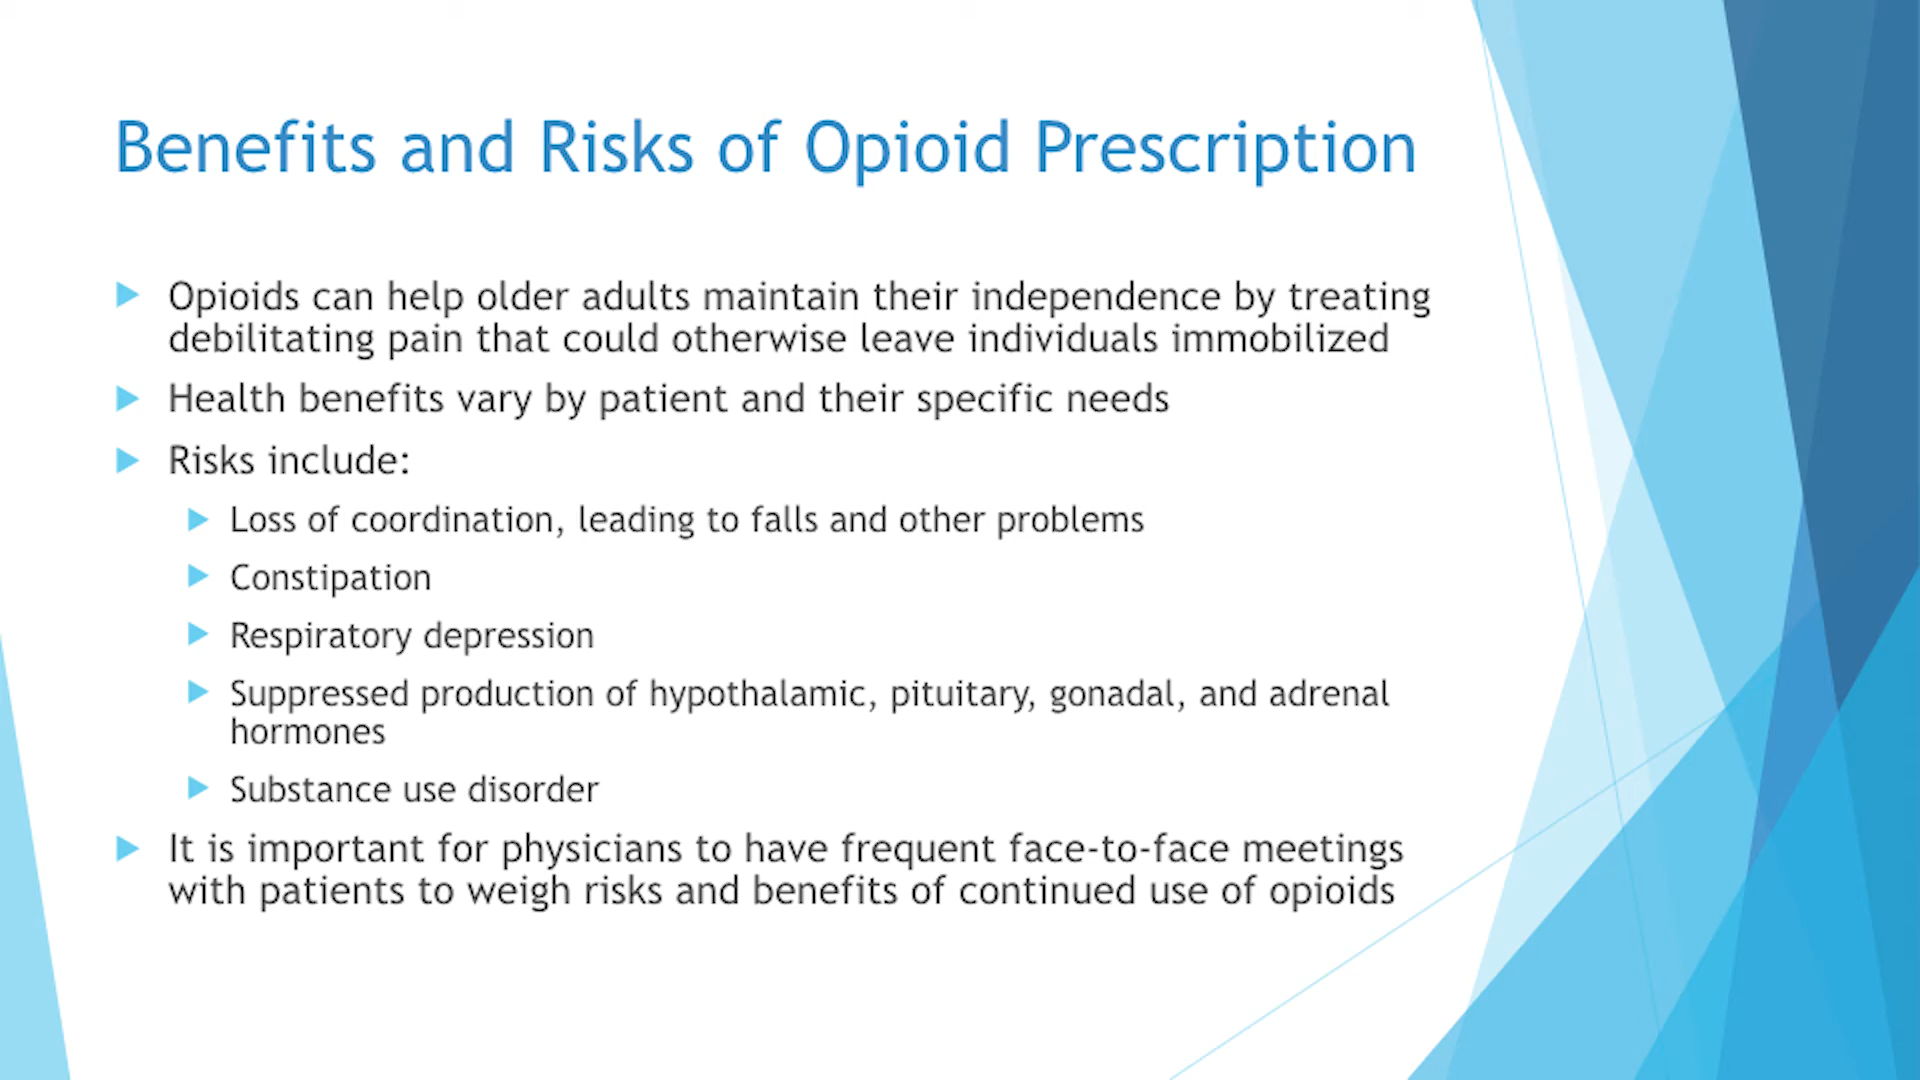 Benefits and Risks of Opioid Prescription
Opioids can help older adults maintain their independence by treating
debilitating pain that could otherwise leave individuals immobilized
Health benefits vary by patient and their specific needs
Risks include:
Loss of coordination, leading to falls and other problems
Constipation
Respiratory depression
Suppressed production of hypothalamic, pituitary, gonadal, and adrenal
hormones
Substance use disorder
It is important for physicians to have frequent face-to-face meetings
with patients to weigh risks and benefits of continued use of opioids